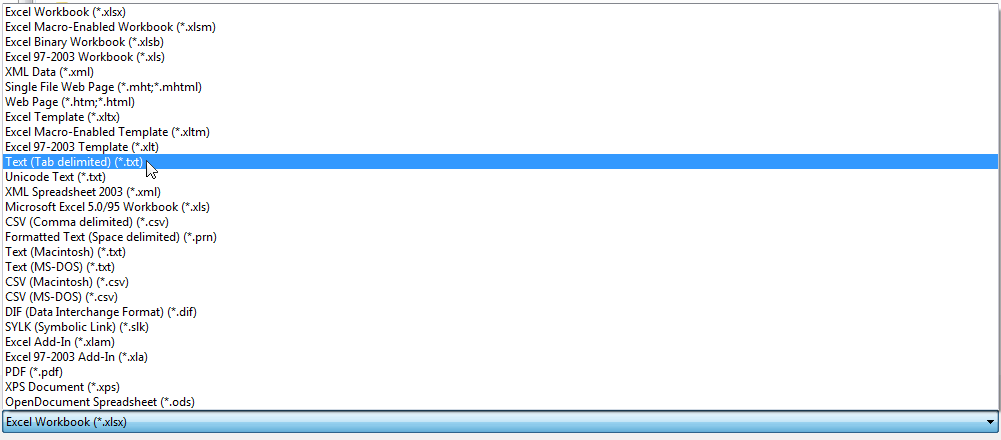 Excel Workbook (*.xlsx)
Excel Macro-Enabled Workbook (*.xlsm)
Excel Binary Workbook (*.xlsb)
Excel 97-2003 Workbook (*.xls)
XML Data (*.xml)
Single File Web Page (*.mht;*.mhtml)
Web Page (*.htm;*.html)
Excel Template (*.xltx)
Excel Macro-Enabled Template (*.xltm)
Excel 97-2003 Template (*.xlt)
Text (Tab delimited) (*.txt)
Unicode Text (*.txt)
XML Spreadsheet 2003 (*.xml)
Microsoft Excel 5.0/95 Workbook (*.xls)
CSV (Comma delimited) (*.csv)
Formatted Text (Space delimited) (*.prn)
Text (Macintosh) (*.txt)
Text (MS-DOS) (*.txt)
CSV (Macintosh) (*.csv)
CSV (MS-DOS) (*.csv)
DIF (Data Interchange Format) (*.dif)
SYLK (Symbolic Link) (*.slk)
Excel Add-In (*.xlam)
Excel 97-2003 Add-In (*.xla)
PDF (*.pdf)
XPS Document (*.xps)
OpenDocument Spreadsheet (*.ods)
Excel Workbook (*.xlsx)